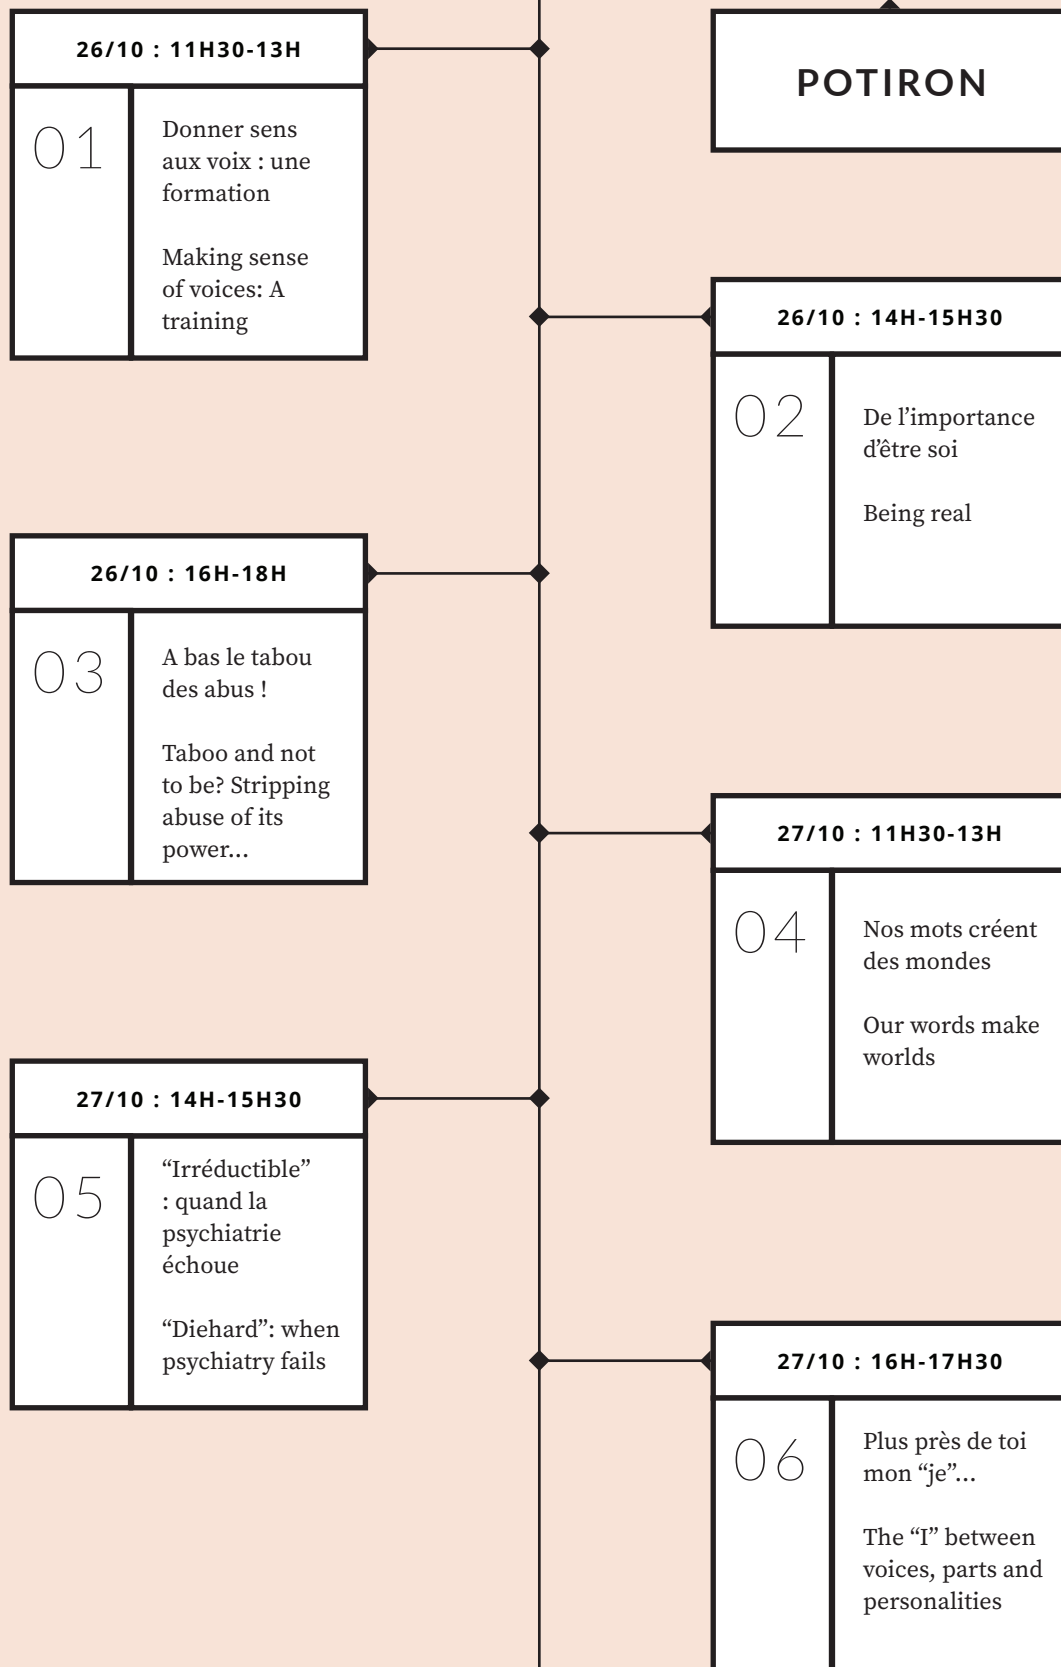 26/10 : 11H30-13H
01
Donner sens
aux voix : une
formation
Making sense
of voices: A
training
POTIRON
26/10 : 14H-15H30
02
De l’importance
d’être soi
Being real
26/10 : 16H-18H
03
A bas le tabou
des abus !
Taboo and not
to be? Stripping
abuse of its
power...
27/10 : 11H30-13H
04
Nos mots créent
des mondes
Our words make
worlds
27/10 : 14H-15H30
05
“Irréductible”
: quand la
psychiatrie
échoue
“Diehard”: when
psychiatry fails
27/10 : 16H-17H30
06
Plus près de toi
mon “je”...
The “I” between
voices, parts and
personalities